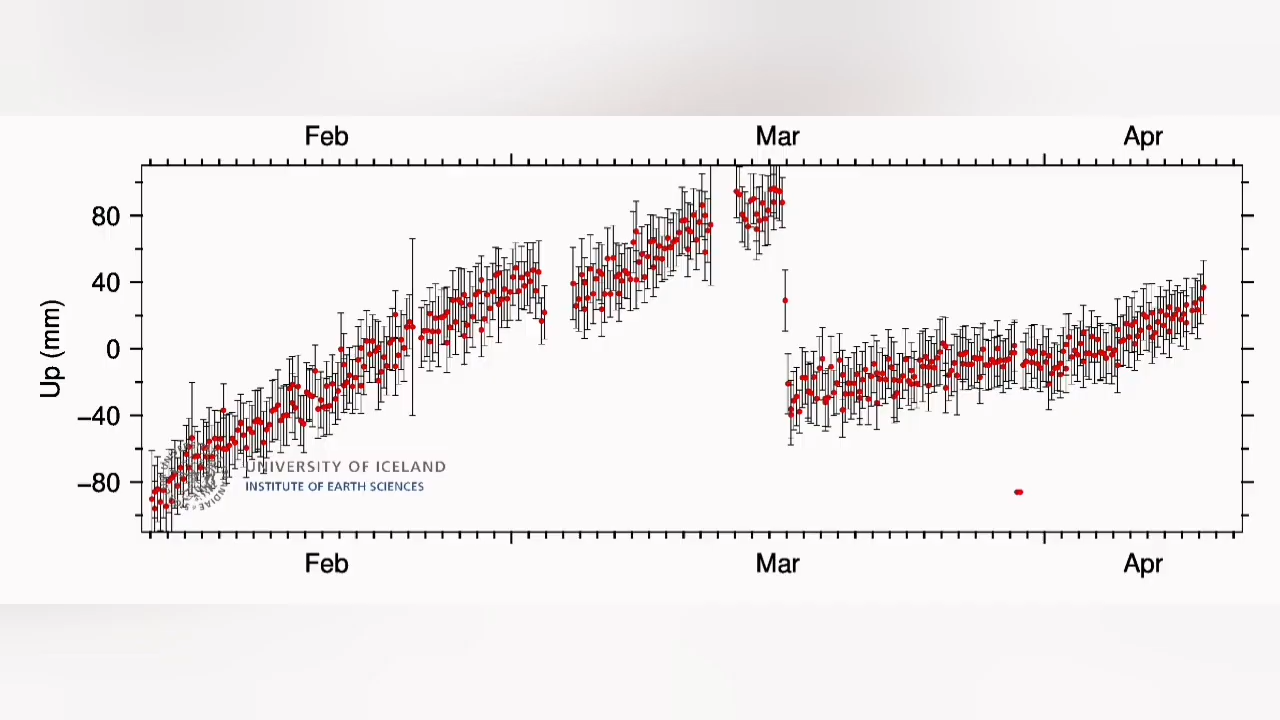 Feb Mar Apr
80
40
0
−40
−80
Up (mm)
UNIVERSITY OF ICELAND
INSTITUTE OF EARTH SCIENCES
Feb Mar Apr